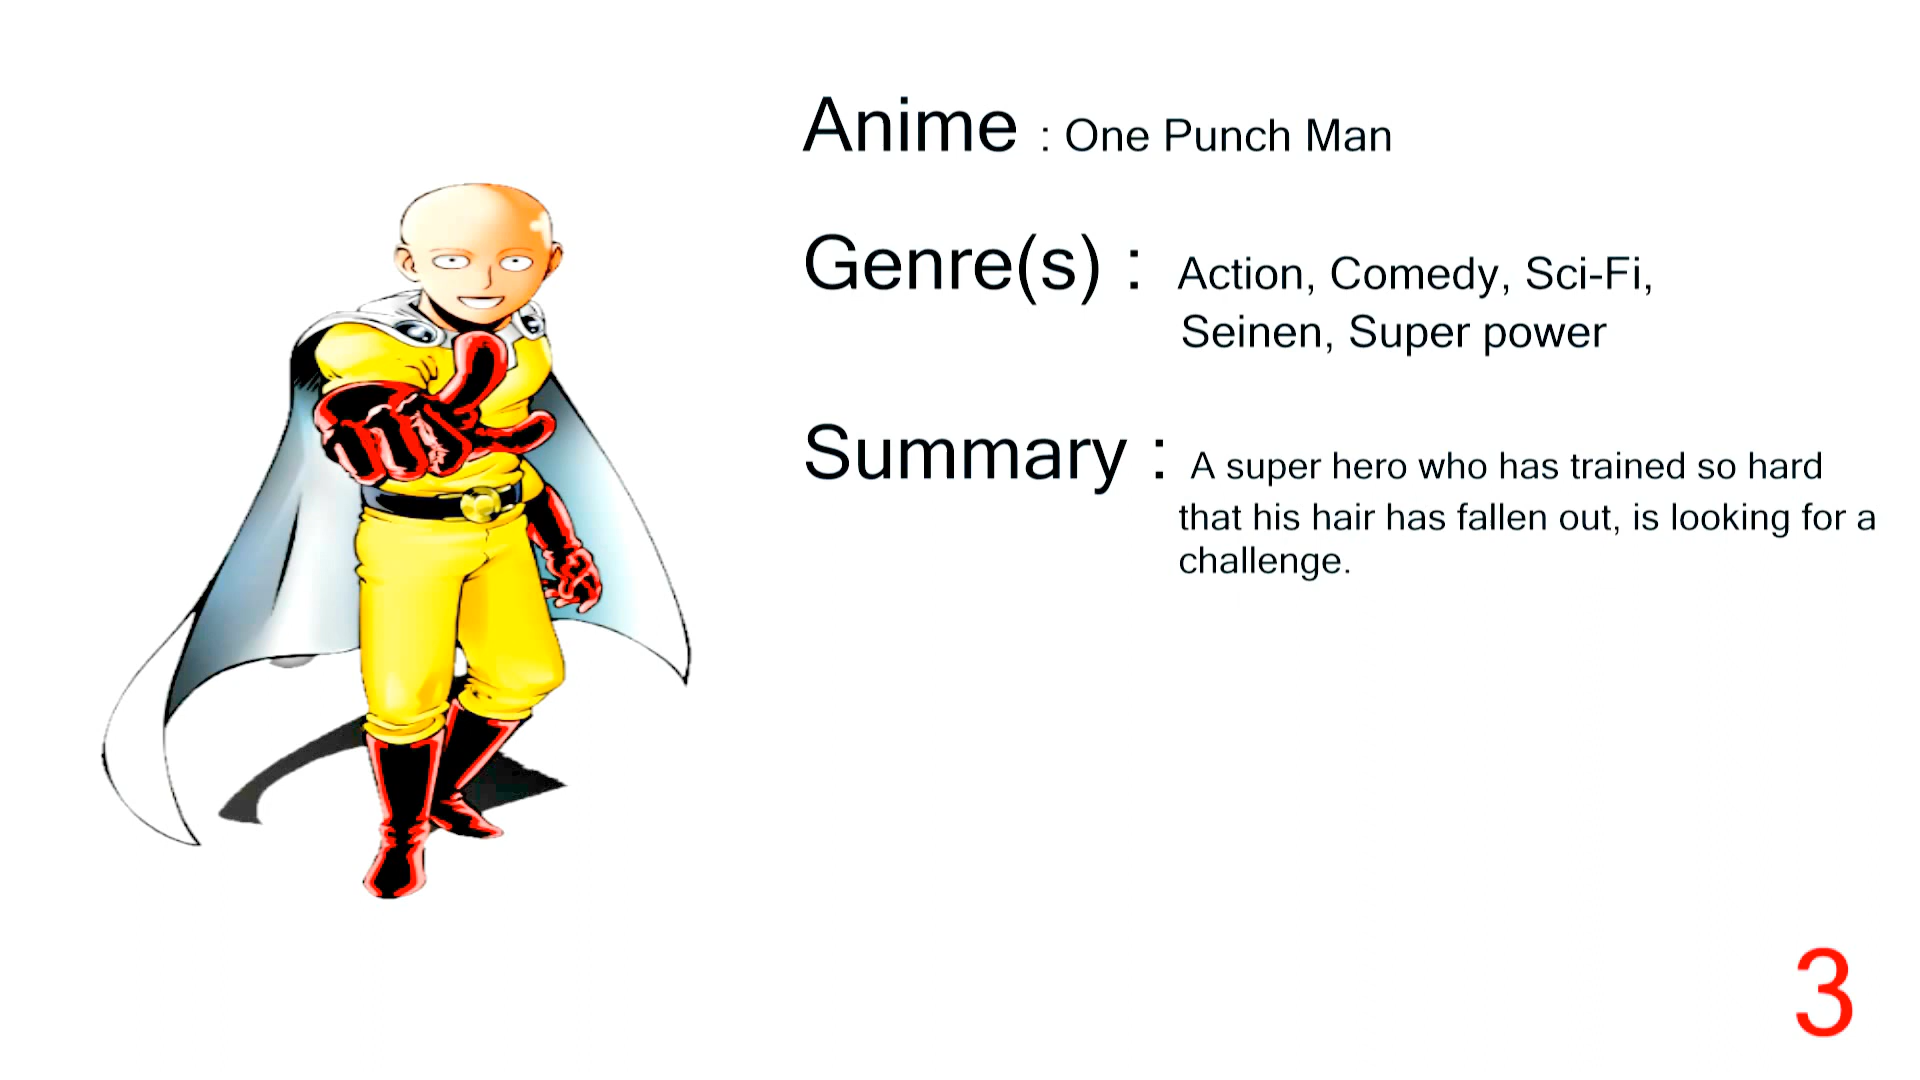 Anime : One Punch Man
Genre(s) : Action, Comedy, Sci-Fi,
Seinen, Super power
Summary : A super hero who has trained so hard
that his hair has fallen out, is looking for a
challenge.
3